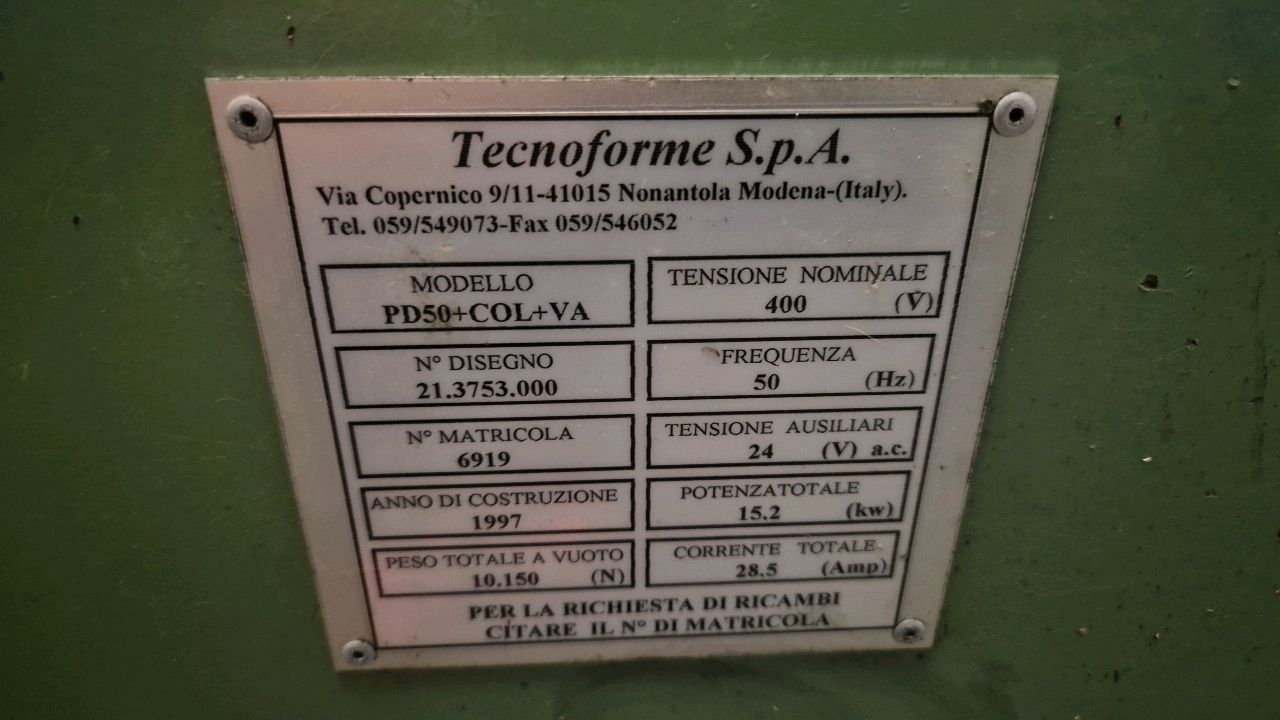 Tecnoforme S.p.A.
Via Copernico 9/11-41015 Nonantola Modena-(Italy).
Tel. 059/549073-Fax 059/546052
MODELLO
PD50+COL+VA
TENSIONE NOMINALE
400 (V)
N° DISEGNO
21.3753.000
FREQUENZA
50 (Hz)
N° MATRICOLA
6919
TENSIONE AUSILIARI
24 (V) a.c.
ANNO DI COSTRUZIONE
1997
POTENZATOTALE
15.2 (kw)
PESO TOTALE A VUOTO
10.150 (N)
CORRENTE TOTALE
28.5 (Amp)
PER LA RICHIESTA DI RICAMBI
CITARE IL N° DI MATRICOLA